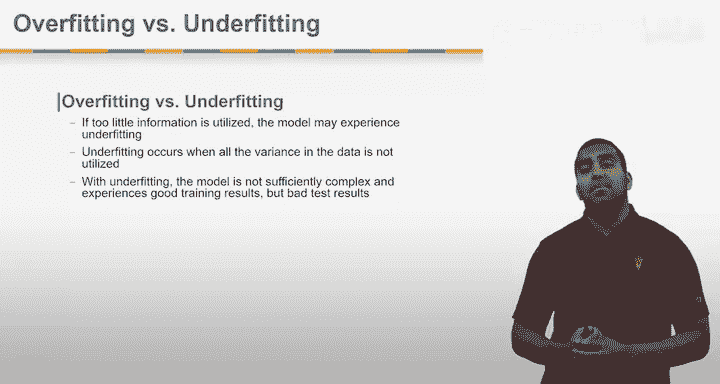 Overfitting vs. Underfitting
Overfitting vs. Underfitting
– If too little information is utilized, the model may experience
underfitting
– Underfitting occurs when all the variance in the data is not
utilized
– With underfitting, the model is not sufficiently complex and
experiences good training results, but bad test results